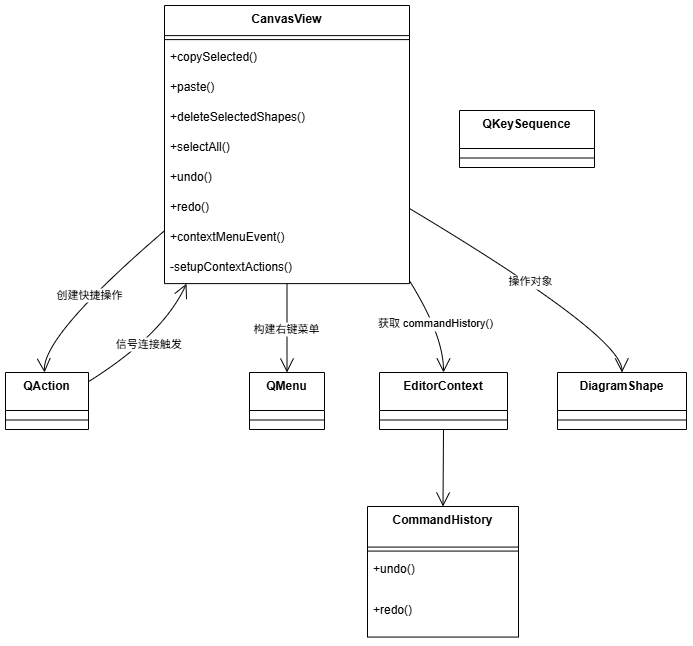 CanvasView
+copySelected()
+paste()
+deleteSelectedShapes()
+selectAll()
+undo()
+redo()
+contextMenuEvent()
-setupContextActions()
QKeySequence
创建快捷操作
信号连接触发
构建右键菜单
获取 commandHistory()
操作对象
QAction
QMenu
EditorContext
DiagramShape
CommandHistory
+undo()
+redo()